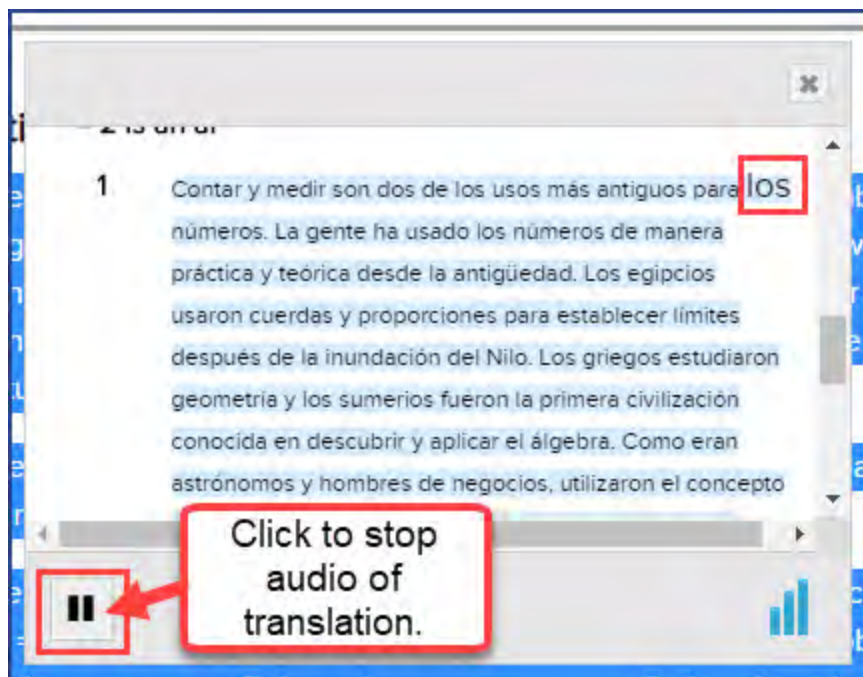 1
Contar y medir son dos de los usos más antiguos para los
números. La gente ha usado los números de manera
práctica y teórica desde la antigüedad. Los egipcios
usaron cuerdas y proporciones para establecer límites
después de la inundación del Nilo. Los griegos estudiaron
geometría y los sumerios fueron la primera civilización
conocida en descubrir y aplicar el álgebra. Como eran
astrónomos y hombres de negocios, utilizaron el concepto
Click to stop
audio of
translation.